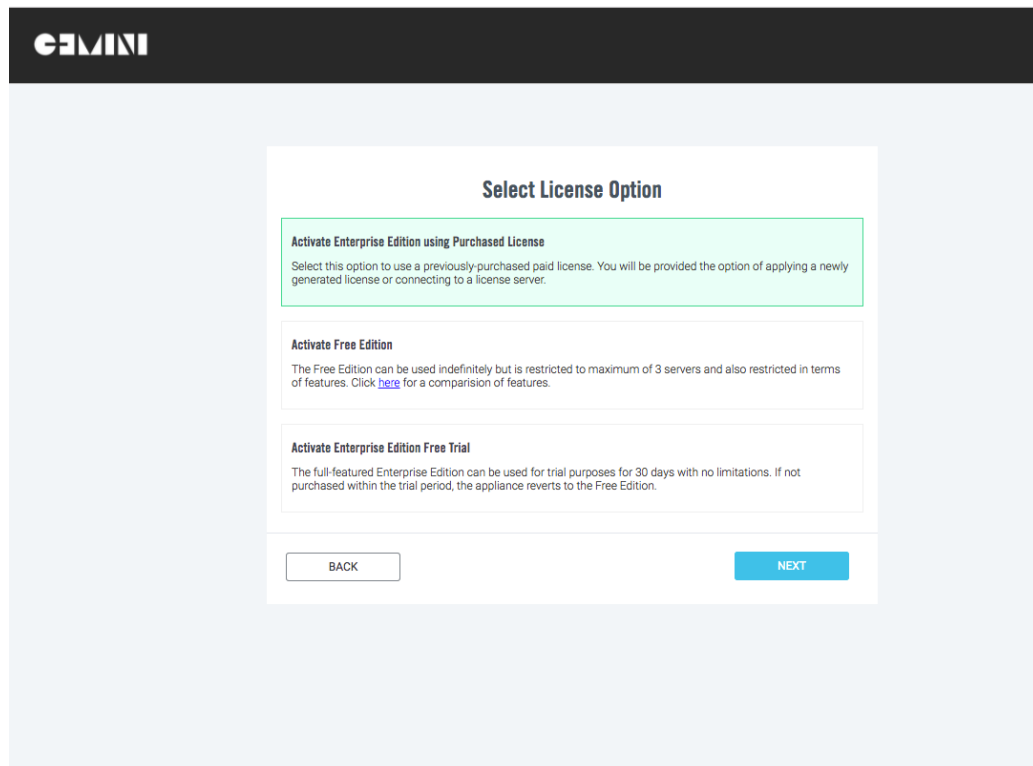 GEMINI
Select License Option
Activate Enterprise Edition using Purchased License
Select this option to use a previously-purchased paid license. You will be provided the option of applying a newly
generated license or connecting to a license server.
Activate Free Edition
The Free Edition can be used indefinitely but is restricted to maximum of 3 servers and also restricted in terms
of features. Click here for a comparision of features.
Activate Enterprise Edition Free Trial
The full-featured Enterprise Edition can be used for trial purposes for 30 days with no limitations. If not
purchased within the trial period, the appliance reverts to the Free Edition.
BACK
NEXT